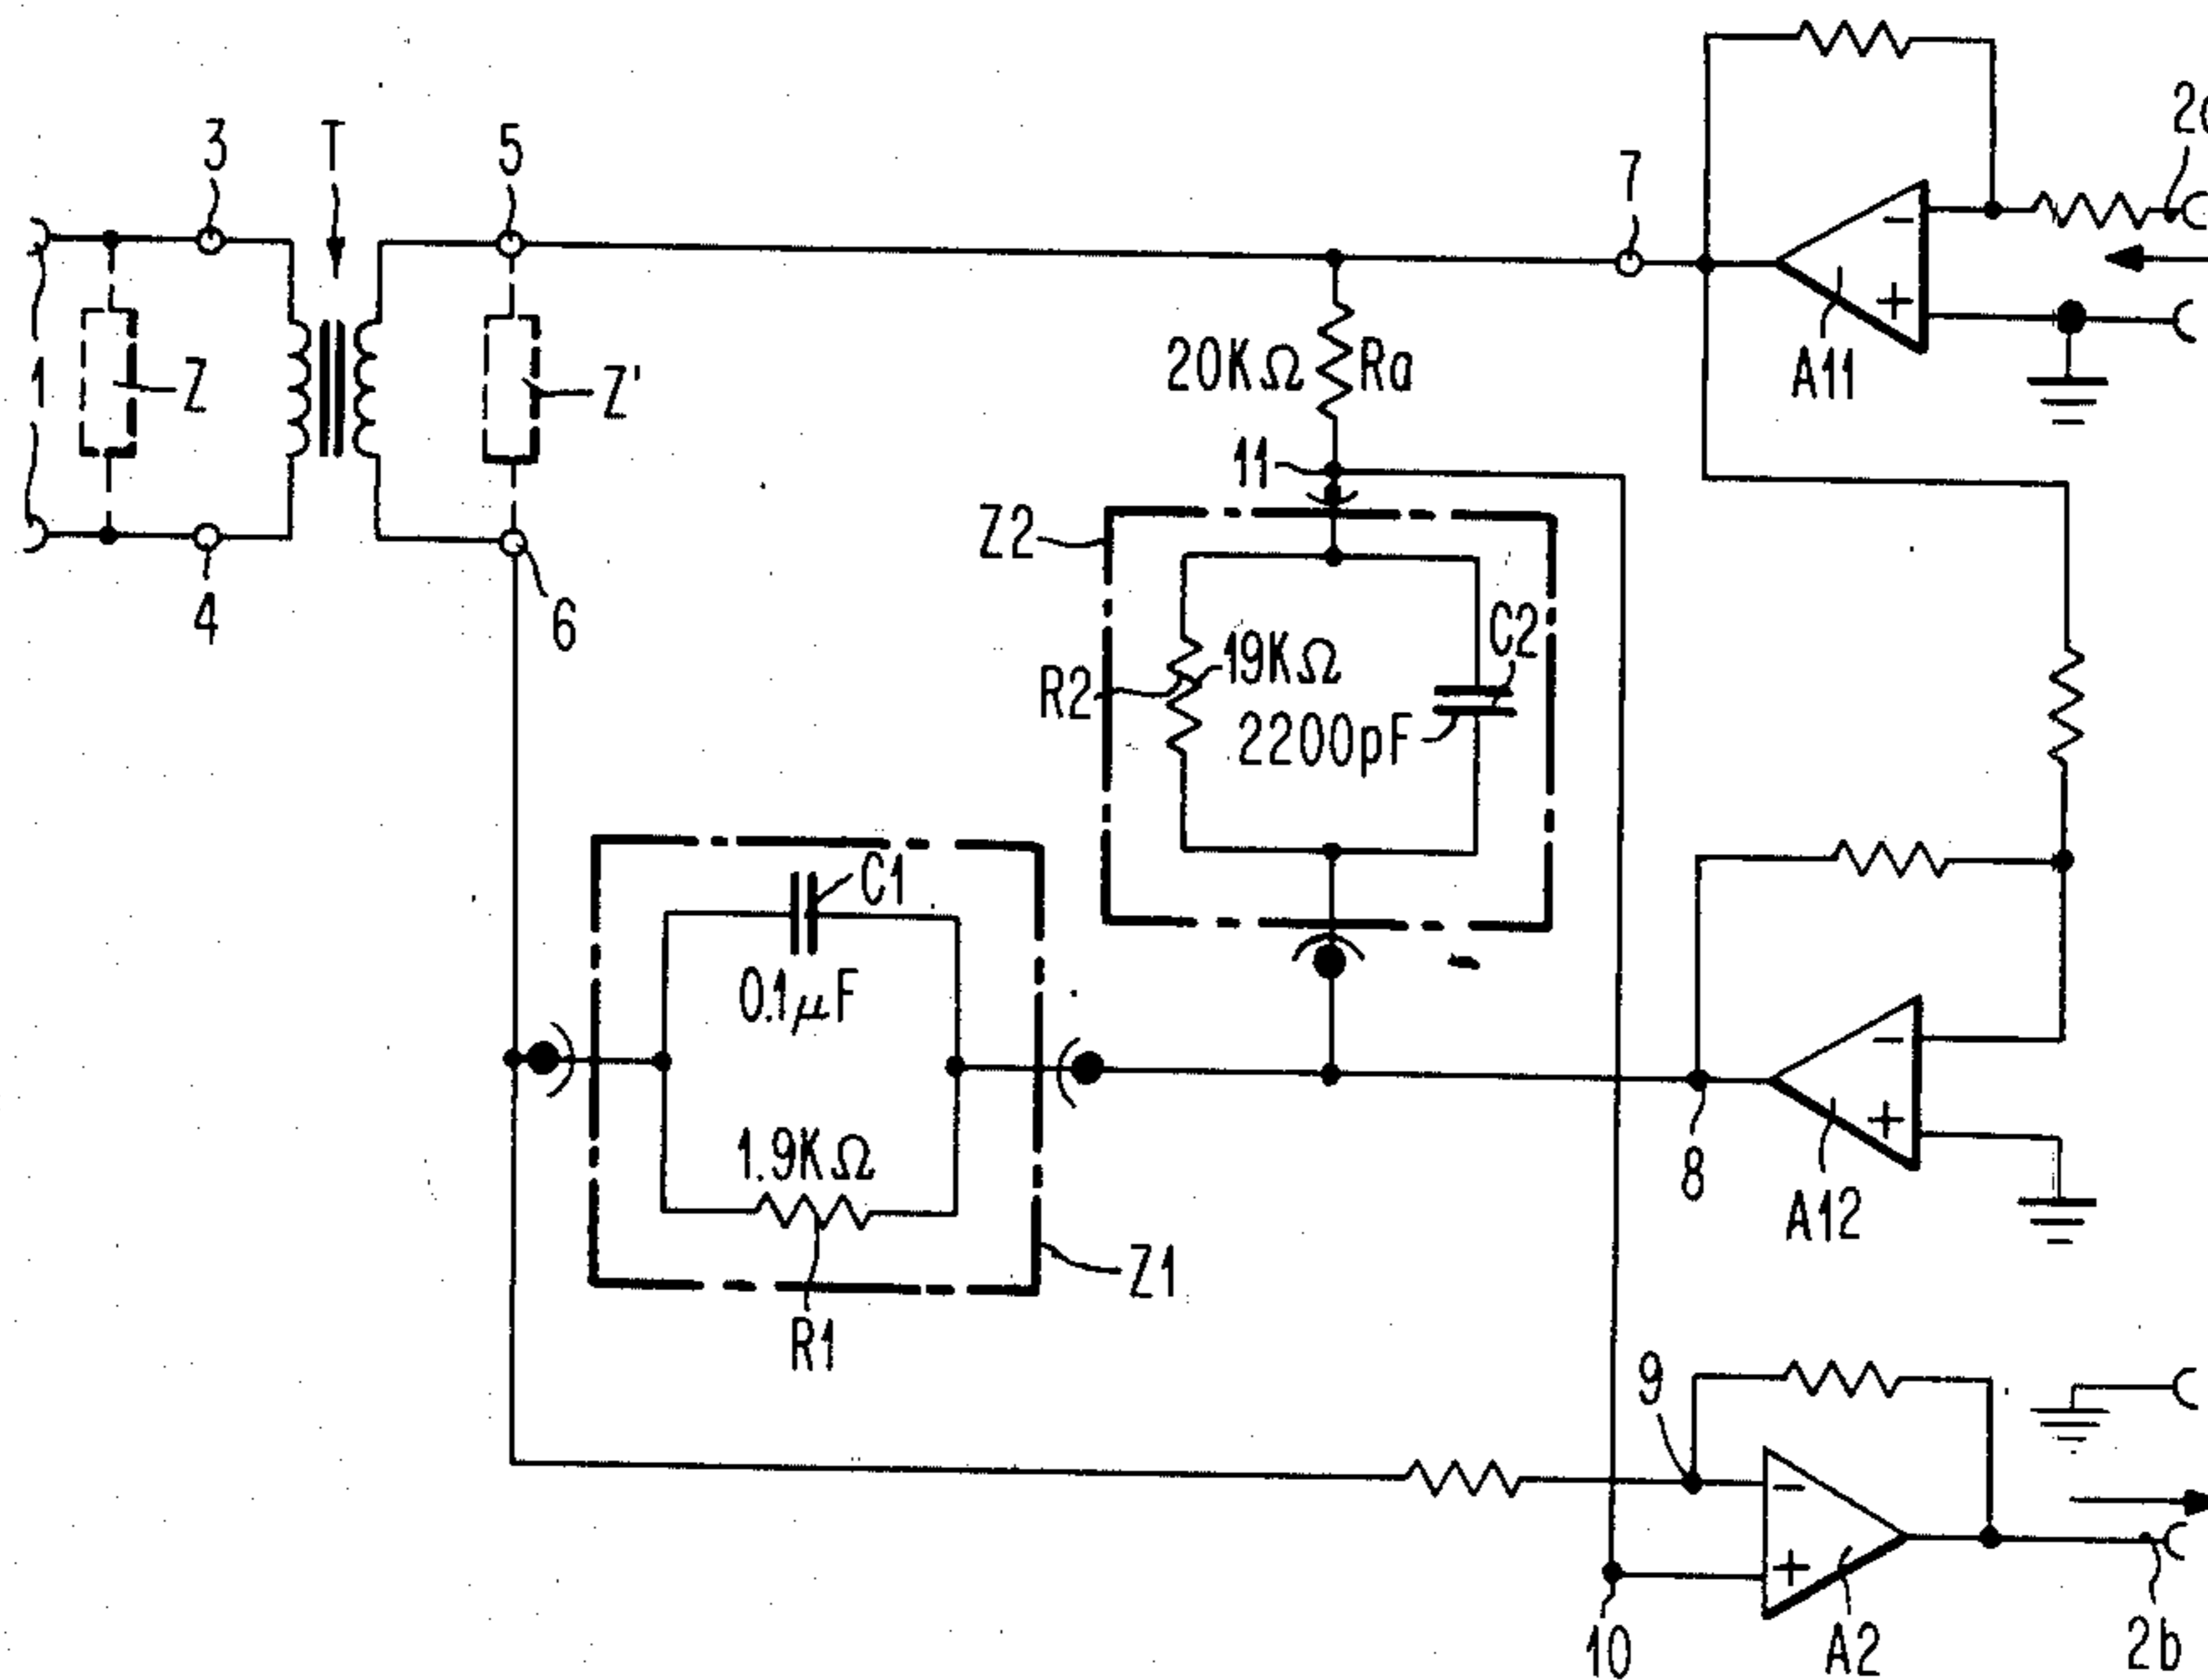 3
T
5
7
1
Z
Z'
20KΩ
Ra
A11
11
4
6
Z2
R2
19KΩ
C2
2200pF
C1
0.1μF
1.9KΩ
R1
Z1
8
A12
9
10
A2
2b
−
+
−
+
−
+